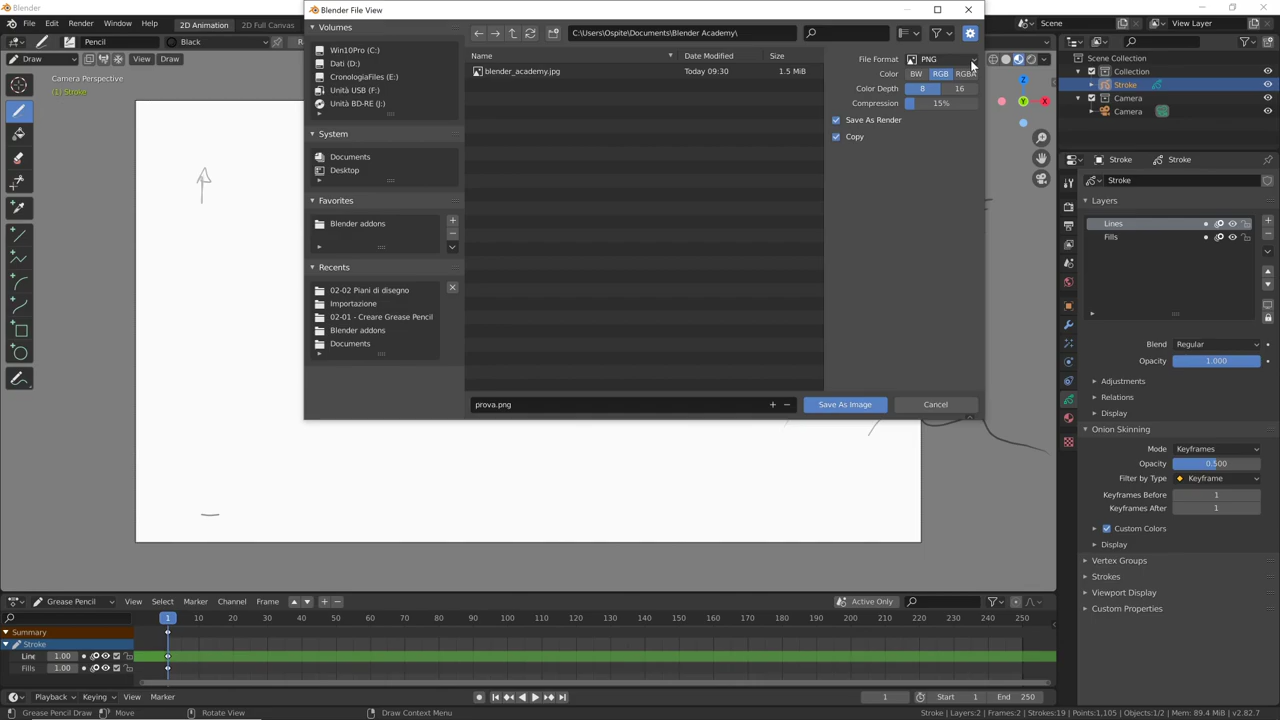 Blender
Blender File View
File Edit Render Window Help
2D Animation
2D Full Canvas
Scene
View Layer
Pencil
Black
Draw
Draw
View
Draw
Camera Perspective
(1) Stroke
Volumes
Win10Pro (C:)
Dati (D:)
CronologiaFiles (E:)
Unità USB (F:)
Unità BD-RE (J:)
System
Documents
Desktop
Favorites
Blender addons
Recents
02-02 Piani di disegno
Importazione
02-01 - Creare Grease Pencil
Blender addons
Documents
C:\Users\Ospite\Documents\Blender Academy\
Name
Date Modified
Size
blender_academy.jpg
Today 09:30
1.5 MiB
File Format
PNG
Color
BW
RGB
RGBA
Color Depth
8
16
Compression
15%
Save As Render
Copy
prova.png
Save As Image
Cancel
Scene Collection
Collection
Stroke
Camera
Camera
Stroke
Stroke
Stroke
Layers
Lines
Fills
Blend
Regular
Opacity
1.000
Adjustments
Relations
Display
Onion Skinning
Mode
Keyframes
Opacity
0.500
Filter by Type
Keyframe
Keyframes Before
1
Keyframes After
1
Custom Colors
Display
Vertex Groups
Strokes
Viewport Display
Custom Properties
Grease Pencil
View
Select
Marker
Channel
Frame
Active Only
1 10 20 30 40 50 60 70 80 90 100 110 120 130 140 150 160 170 180 190 200 210 220 230 240 250
Summary
Stroke
Line 1.00
Fills 1.00
Playback
Keying
View
Marker
1
Start 1
End 250
Grease Pencil Draw
Move
Rotate View
Draw Context Menu
Stroke | Layers:2 | Frames:2 | Strokes:19 | Points:1,105 | Objects:1/2 | Mem: 89.4 MiB | v2.82.7